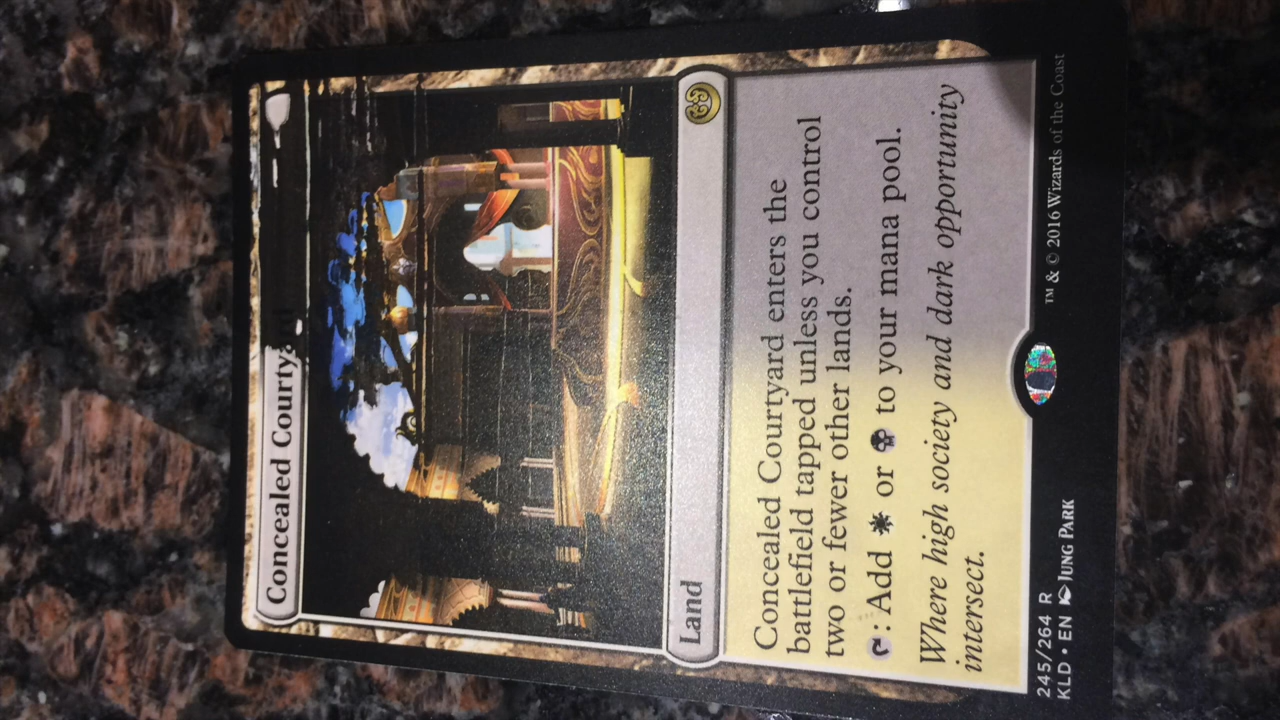 Concealed Courty
Land
Concealed Courtyard enters the
battlefield tapped unless you control
two or fewer other lands.
: Add or to your mana pool.
Where high society and dark opportunity
intersect.
245/264 R
KLD • EN JUNG PARK
™ & © 2016 Wizards of the Coast